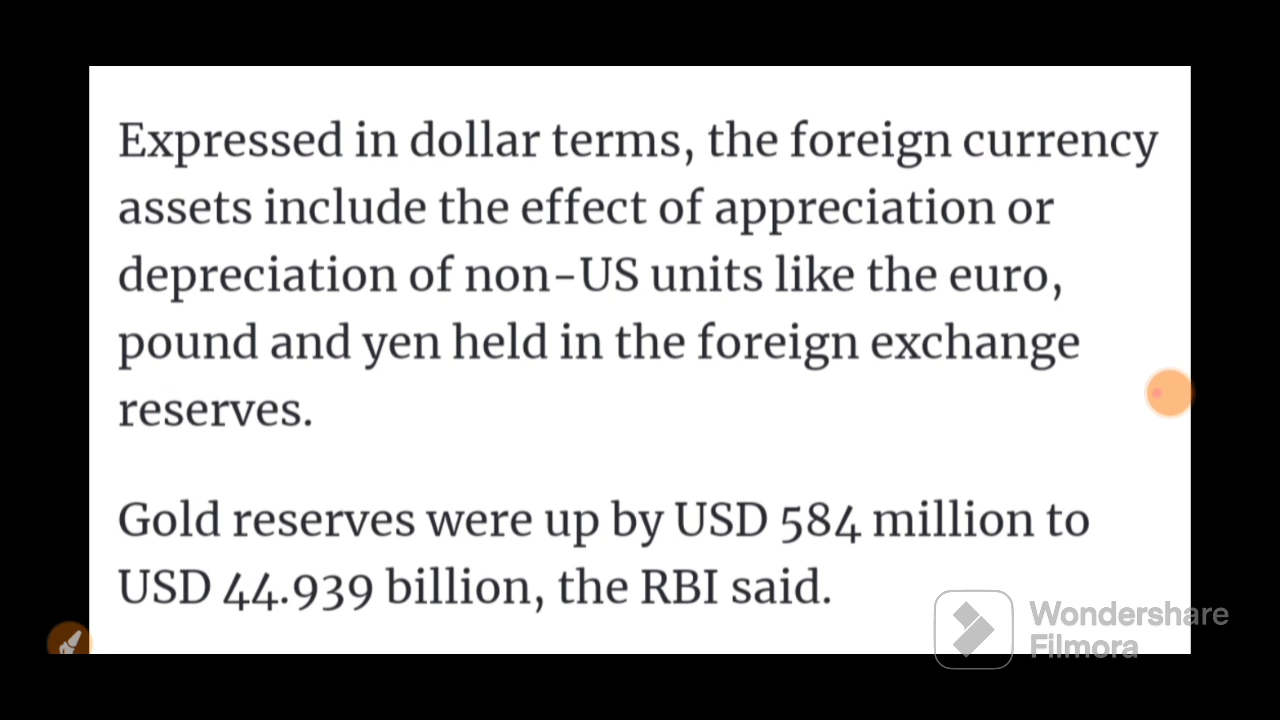 Expressed in dollar terms, the foreign currency
assets include the effect of appreciation or
depreciation of non-US units like the euro,
pound and yen held in the foreign exchange
reserves.
Gold reserves were up by USD 584 million to
USD 44.939 billion, the RBI said.
Wondershare
Filmora